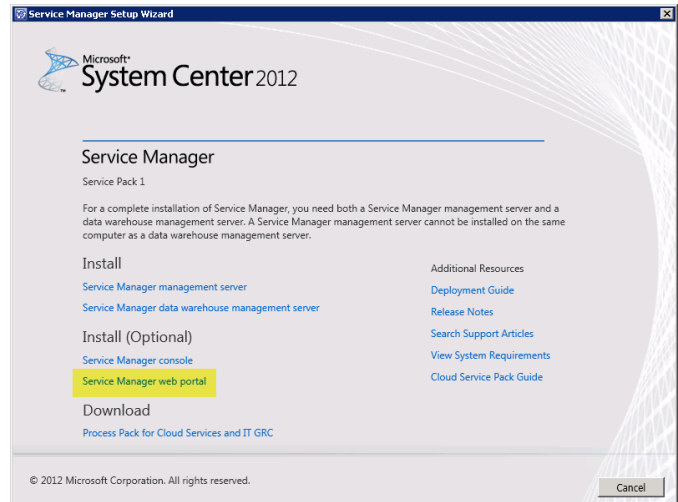 Service Manager Setup Wizard
Microsoft
System Center 2012
Service Manager
Service Pack 1
For a complete installation of Service Manager, you need both a Service Manager management server and a
data warehouse management server. A Service Manager management server cannot be installed on the same
computer as a data warehouse management server.
Install
Service Manager management server
Service Manager data warehouse management server
Install (Optional)
Service Manager console
Service Manager web portal
Download
Process Pack for Cloud Services and IT GRC
Additional Resources
Deployment Guide
Release Notes
Search Support Articles
View System Requirements
Cloud Service Pack Guide
© 2012 Microsoft Corporation. All rights reserved.
Cancel